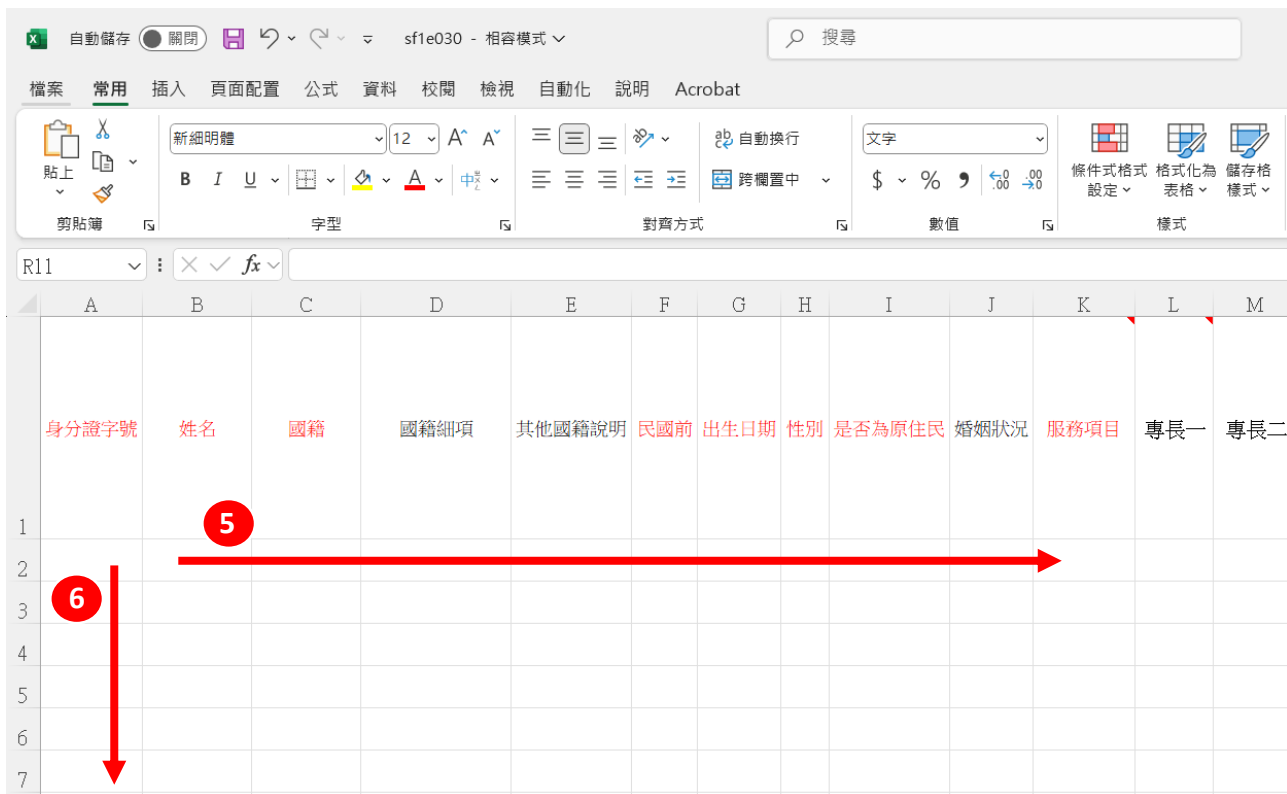 自動儲存 關閉 sf1e030 - 相容模式 搜尋
檔案 常用 插入 頁面配置 公式 資料 校閱 檢視 自動化 說明 Acrobat
新細明體 12 A A 自動換行 文字
貼上 B I U A 中 跨欄置中 $ % 條件式格式 設定 格式化為 表格 儲存格 樣式
剪貼簿 字型 對齊方式 數值 樣式
R11 fx
A B C D E F G H I J K L M
身分證字號 姓名 國籍 國籍細項 其他國籍說明 民國前 出生日期 性別 是否為原住民 婚姻狀況 服務項目 專長一 專長二
1 5
2
3 6
4
5
6
7